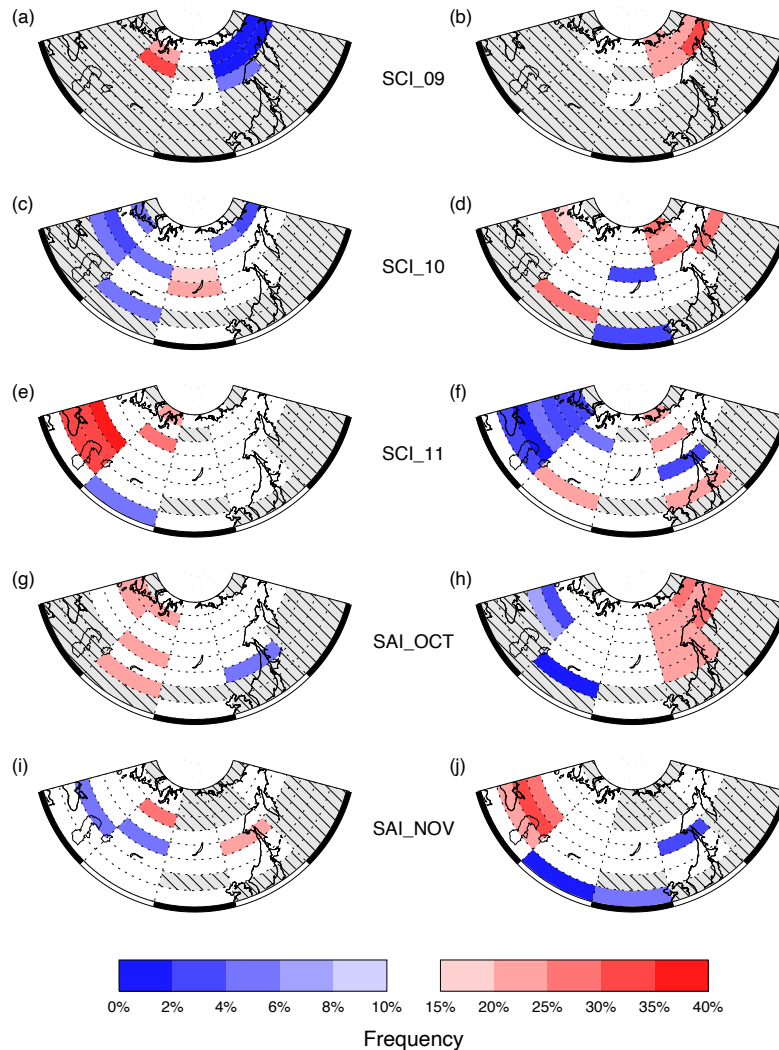 (a) (b)
SCI_09
(c) (d)
SCI_10
(e) (f)
SCI_11
(g) (h)
SAI_OCT
(i) (j)
SAI_NOV
0% 2% 4% 6% 8% 10% 15% 20% 25% 30% 35% 40%
Frequency